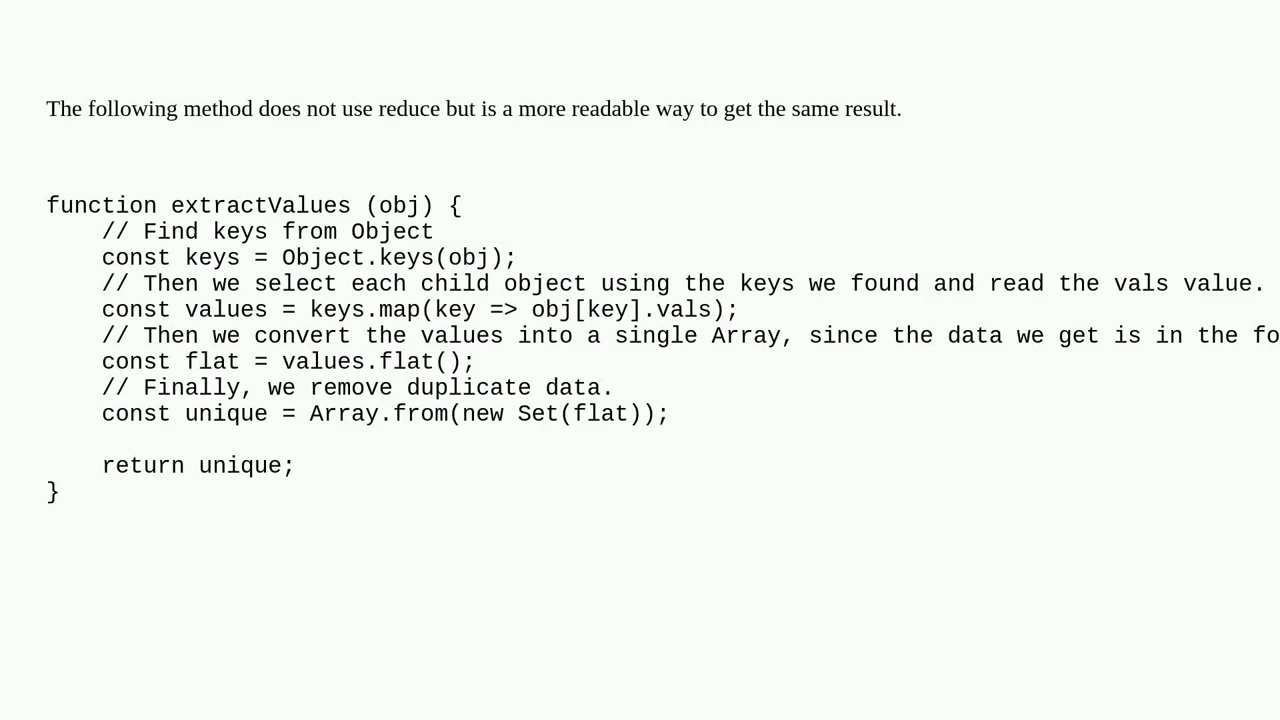 The following method does not use reduce but is a more readable way to get the same result.
function extractValues (obj) {
    // Find keys from Object
    const keys = Object.keys(obj);
    // Then we select each child object using the keys we found and read the vals value.
    const values = keys.map(key => obj[key].vals);
    // Then we convert the values into a single Array, since the data we get is in the
    const flat = values.flat();
    // Finally, we remove duplicate data.
    const unique = Array.from(new Set(flat));
    return unique;
}